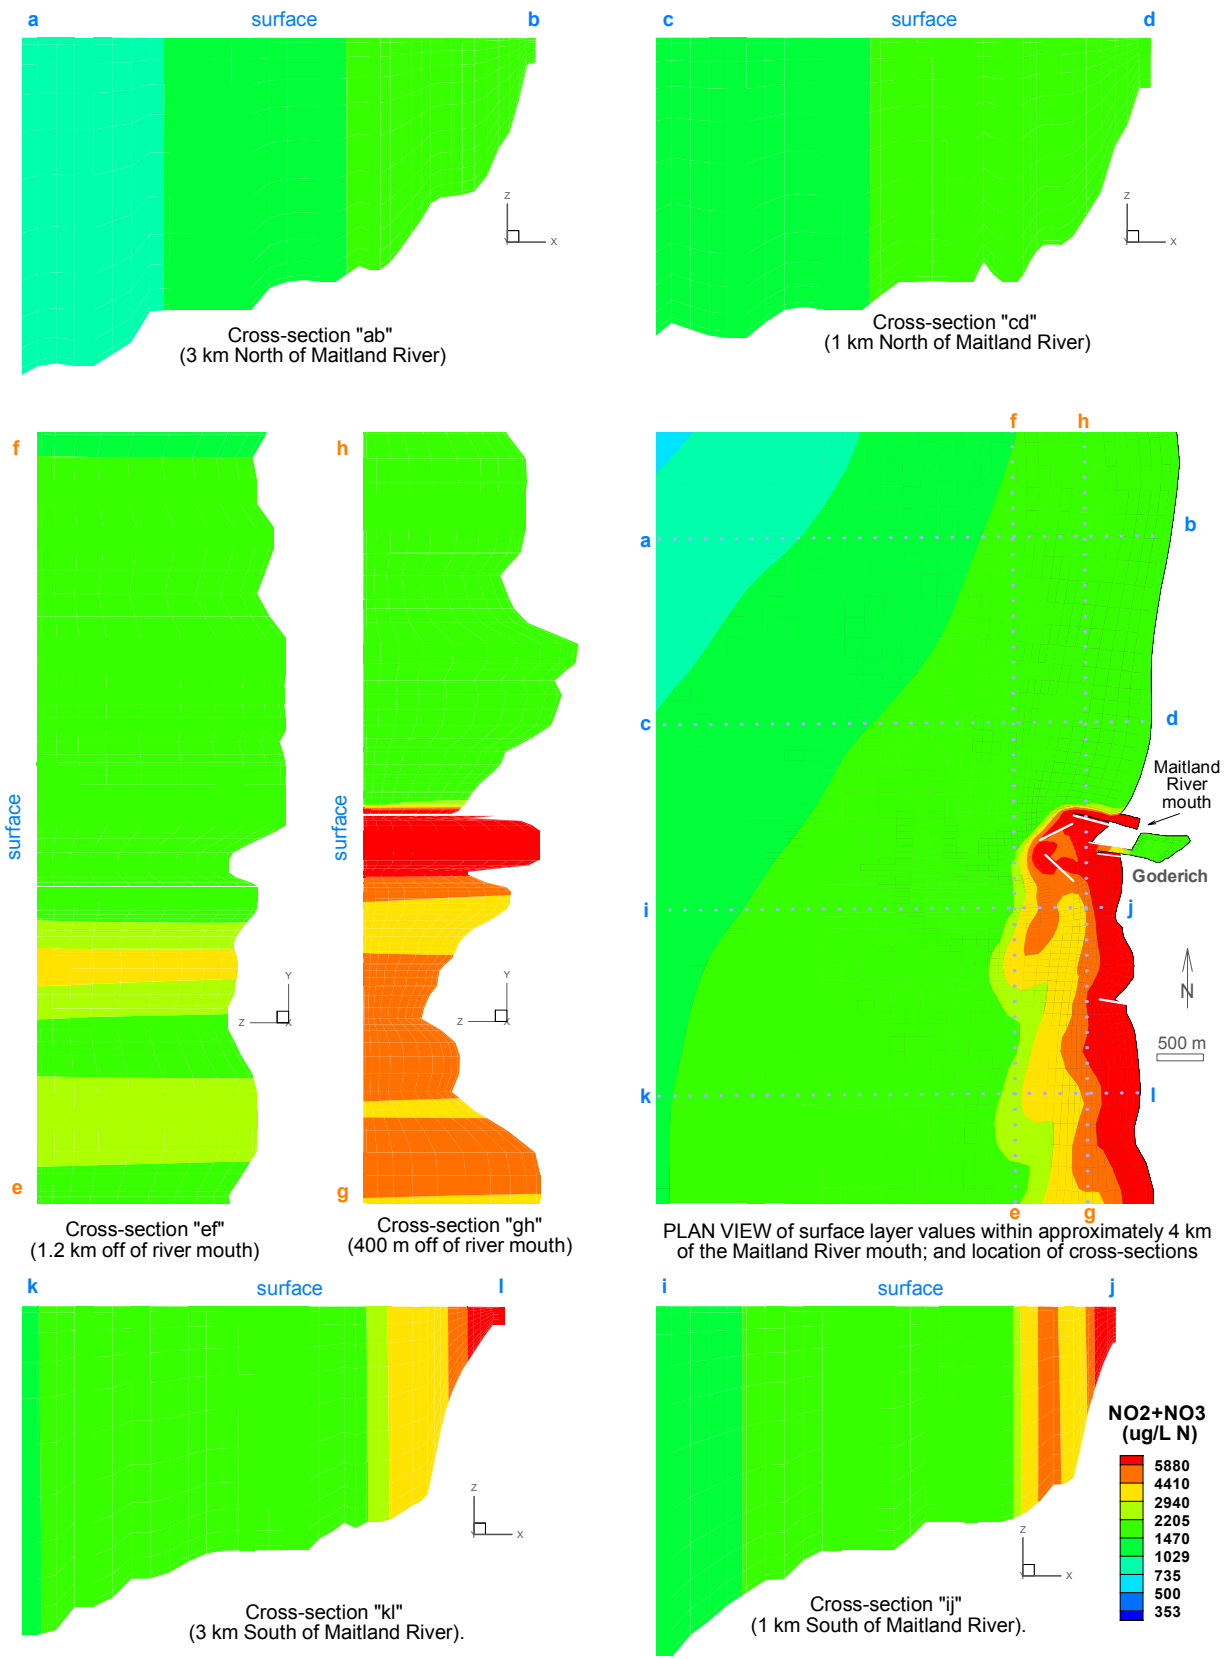 a surface b
c surface d
Z
X
Y
Cross-section "ab"
(3 km North of Maitland River)
Z
X
Y
Cross-section "cd"
(1 km North of Maitland River)
f
surface
e
Y
Z
X
Cross-section "ef"
(1.2 km off of river mouth)
h
surface
g
Y
Z
X
Cross-section "gh"
(400 m off of river mouth)
f h
a
b
c
d
Maitland
River
mouth
Goderich
i
j
N
500 m
k
l
e g
PLAN VIEW of surface layer values within approximately 4 km
of the Maitland River mouth; and location of cross-sections
k surface l
Z
X
Y
Cross-section "kl"
(3 km South of Maitland River).
i surface j
Z
X
Y
Cross-section "ij"
(1 km South of Maitland River).
NO2+NO3
(ug/L N)
5880
4410
2940
2205
1470
1029
735
500
353